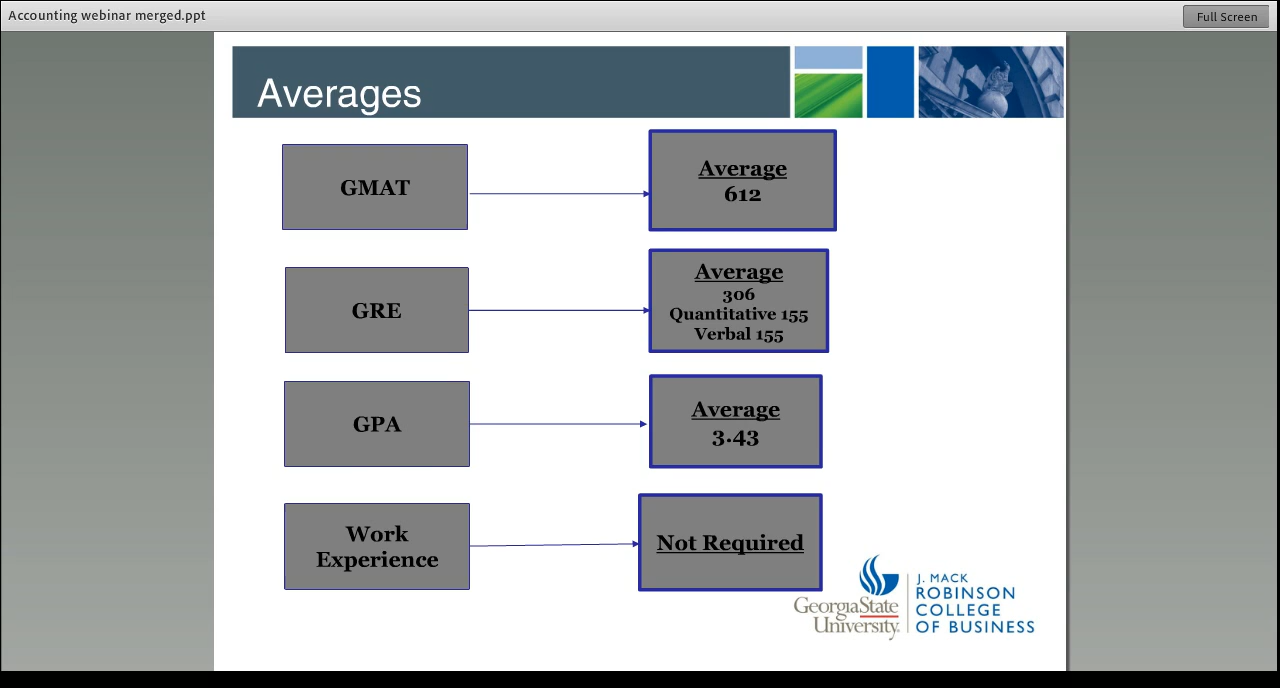 Accounting webinar merged.ppt
Full Screen
Averages
GMAT
Average
612
GRE
Average
306
Quantitative 155
Verbal 155
GPA
Average
3.43
Work
Experience
Not Required
GeorgiaState
University
J. MACK
ROBINSON
COLLEGE
OF BUSINESS